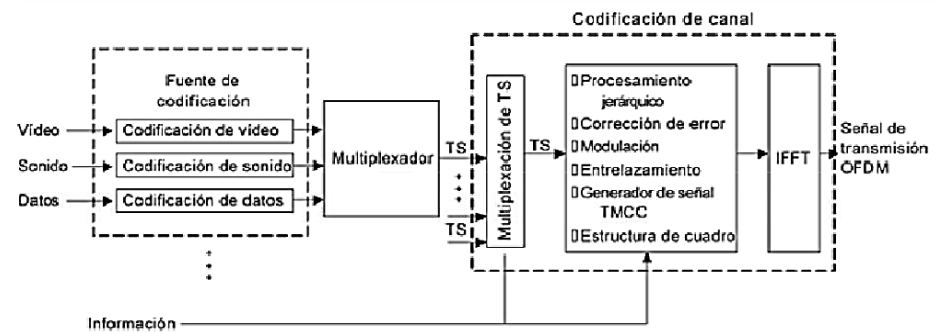 Codificación de canal
Fuente de
codificación
Vídeo
Codificación de vídeo
Sonido
Codificación de sonido
Datos
Codificación de datos
Multiplexador
TS
TS
Multiplexación de TS
TS
Procesamiento
jerárquico
Corrección de error
Modulación
Entrelazamiento
Generador de señal
TMCC
Estructura de cuadro
IFFT
Señal de
transmisión
OFDM
Información